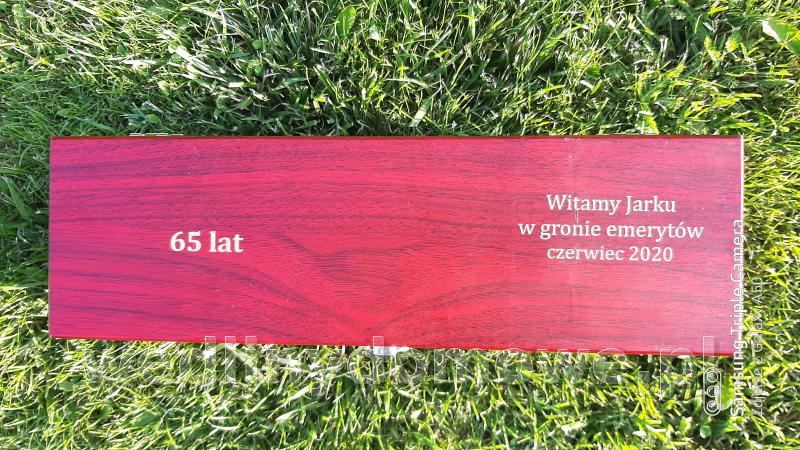 65 lat
Witamy Jarku
w gronie emerytów
czerwiec 2020
Samsung Triple Camera